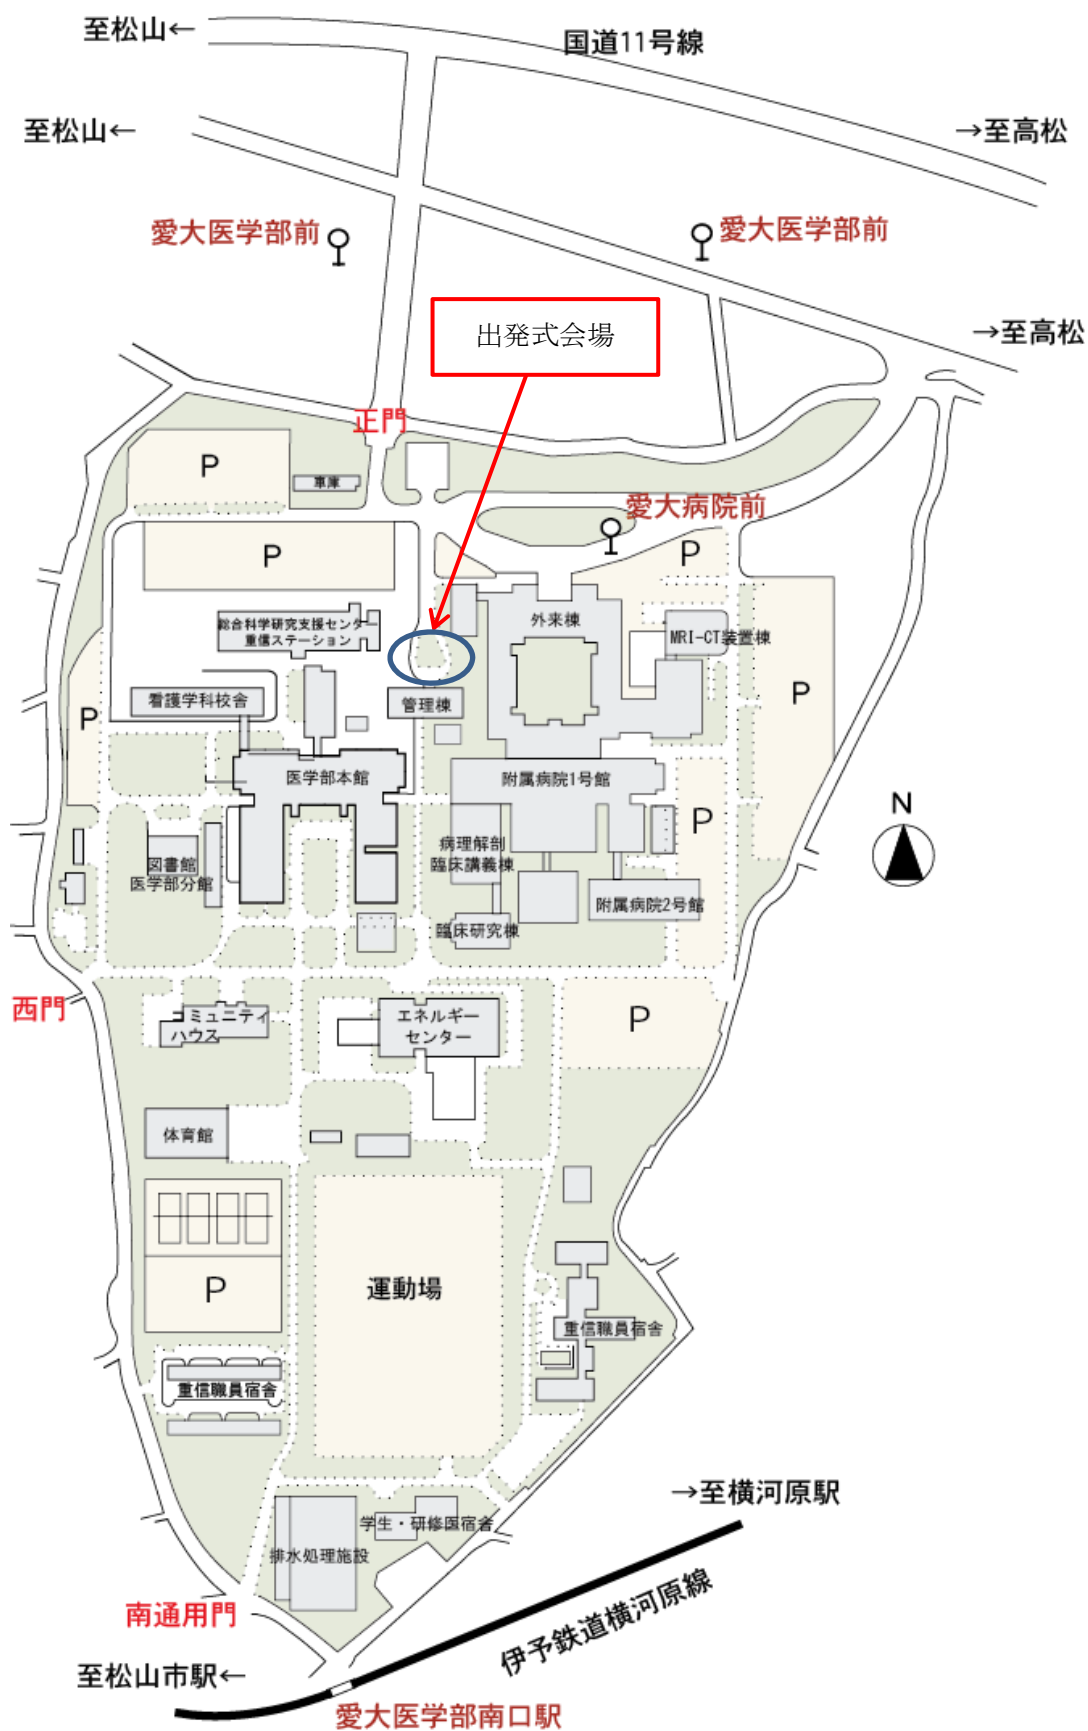 至松山←
国道11号線
至松山←
→至高松
愛大医学部前
愛大医学部前
出発式会場
→至高松
正門
P
車庫
愛大病院前
P
P
総合科学研究支援センター
重信ステーション
外来棟
MRI-CT装置棟
看護学科校舎
管理棟
P
P
医学部本館
附属病院1号館
N
P
病理解剖
臨床講義棟
図書館
医学部分館
附属病院2号館
臨床研究棟
西門
コミュニティ
ハウス
エネルギー
センター
P
体育館
P
運動場
重信職員宿舎
重信職員宿舎
→至横河原駅
学生・研修医宿舎
排水処理施設
南通用門
伊予鉄道横河原線
至松山市駅←
愛大医学部南口駅